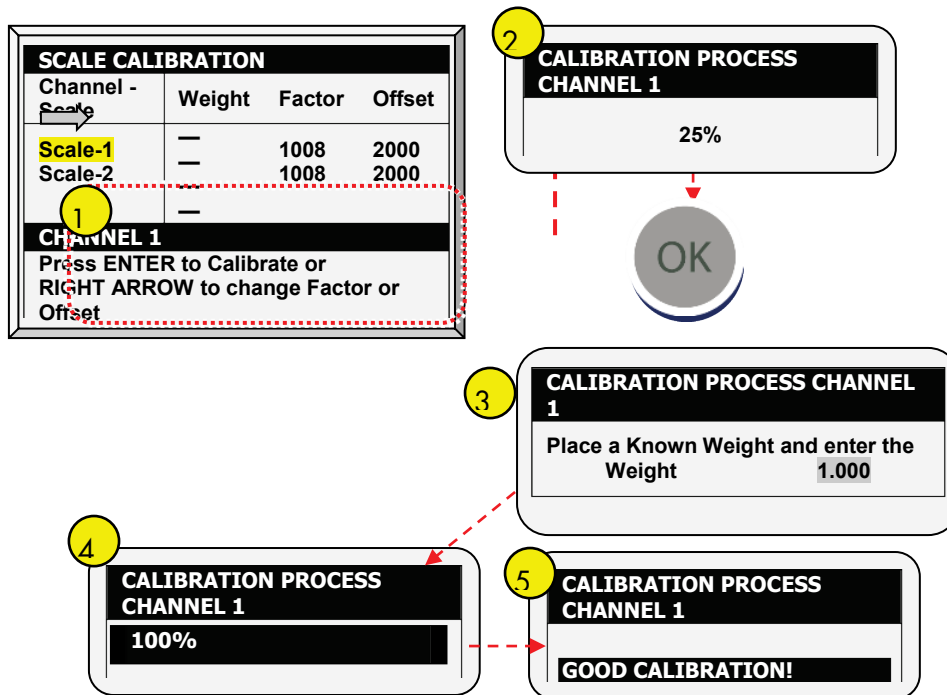 SCALE CALIBRATION
Channel - Scale Weight Factor Offset
Scale-1 — 1008 2000
Scale-2 — 1008 2000
---
—
1
CHANNEL 1
Press ENTER to Calibrate or
RIGHT ARROW to change Factor or
Offset
2
CALIBRATION PROCESS
CHANNEL 1
25%
OK
3
CALIBRATION PROCESS CHANNEL
1
Place a Known Weight and enter the
Weight 1.000
4
CALIBRATION PROCESS
CHANNEL 1
100%
5
CALIBRATION PROCESS
CHANNEL 1
GOOD CALIBRATION!